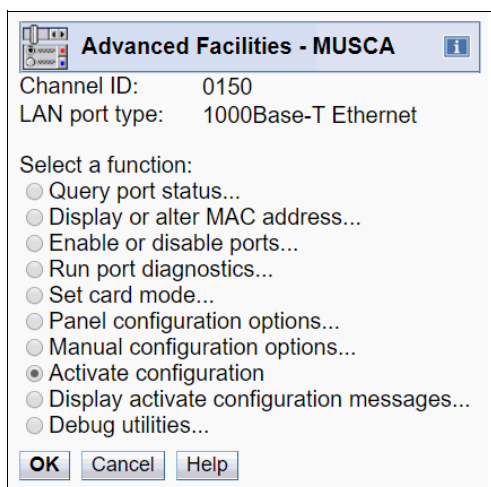 Advanced Facilities - MUSCA
i
Channel ID: 0150
LAN port type: 1000Base-T Ethernet
Select a function:
Query port status...
Display or alter MAC address...
Enable or disable ports...
Run port diagnostics...
Set card mode...
Panel configuration options...
Manual configuration options...
Activate configuration
Display activate configuration messages...
Debug utilities...
OK Cancel Help